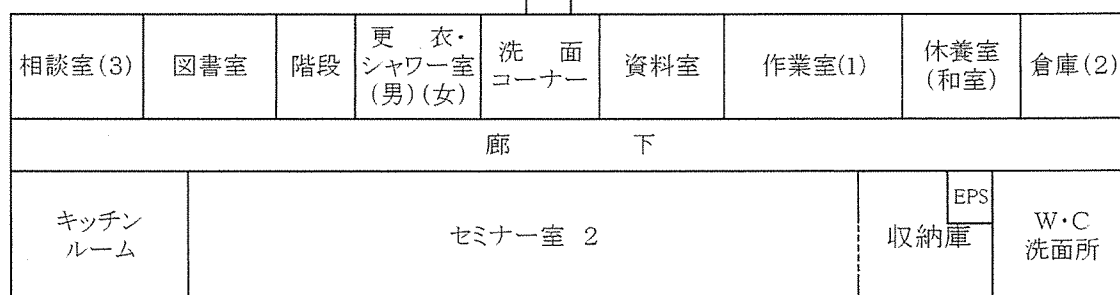 相談室(3)
図書室
階段
更 衣・
シャワー室
(男)(女)
洗 面
コーナー
資料室
作業室(1)
休養室
(和室)
倉庫(2)
廊 下
キッチン
ルーム
セミナー室 2
収納庫
EPS
W・C
洗面所